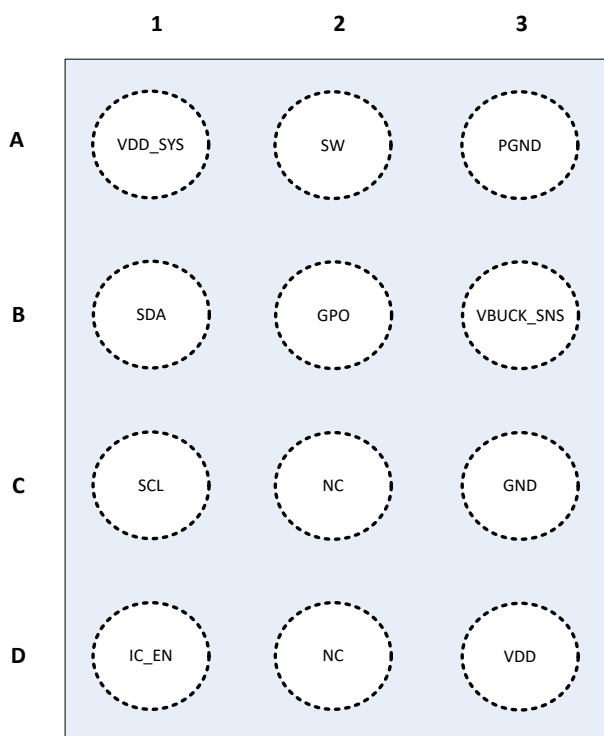 1 2 3
A VDD_SYS SW PGND
B SDA GPO VBUCK_SNS
C SCL NC GND
D IC_EN NC VDD